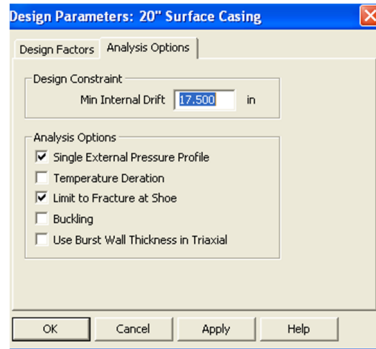 Design Parameters: 20" Surface Casing
Design Factors Analysis Options
Design Constraint
Min Internal Drift 17.500 in
Analysis Options
Single External Pressure Profile
Temperature Deration
Limit to Fracture at Shoe
Buckling
Use Burst Wall Thickness in Triaxial
OK Cancel Apply Help